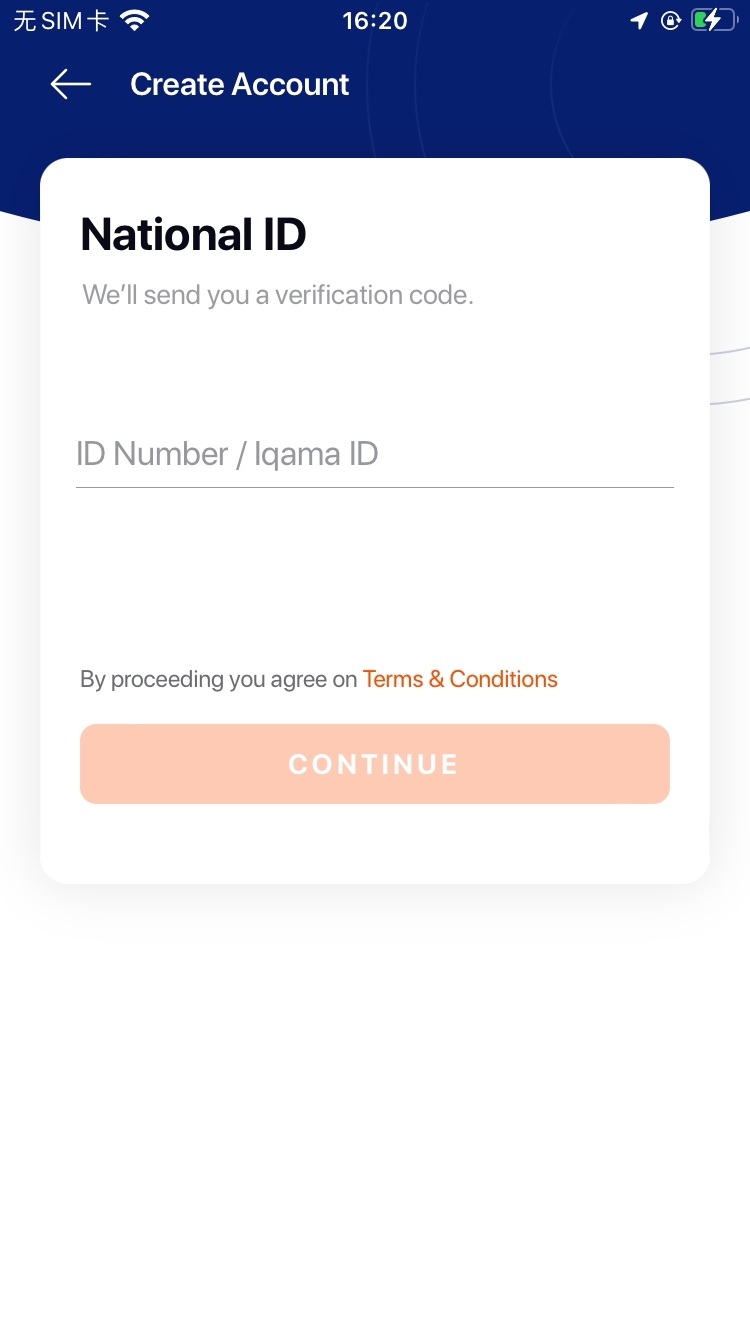 无SIM卡 16:20
Create Account
National ID
We’ll send you a verification code.
ID Number / Iqama ID
By proceeding you agree on Terms & Conditions
CONTINUE